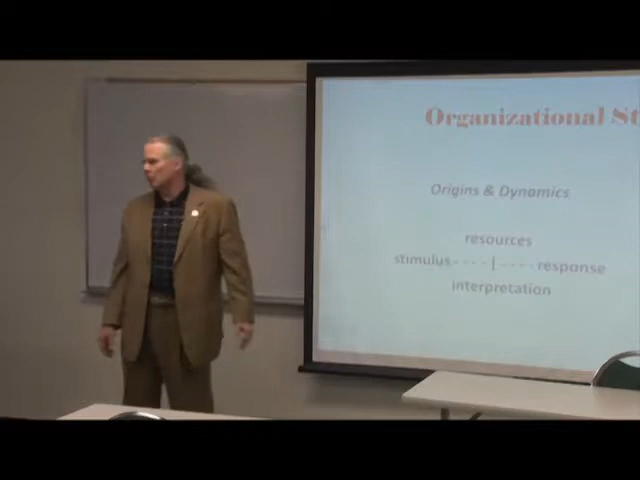 Organizational St
Origins & Dynamics
resources
stimulus - - - - | - - - - response
interpretation